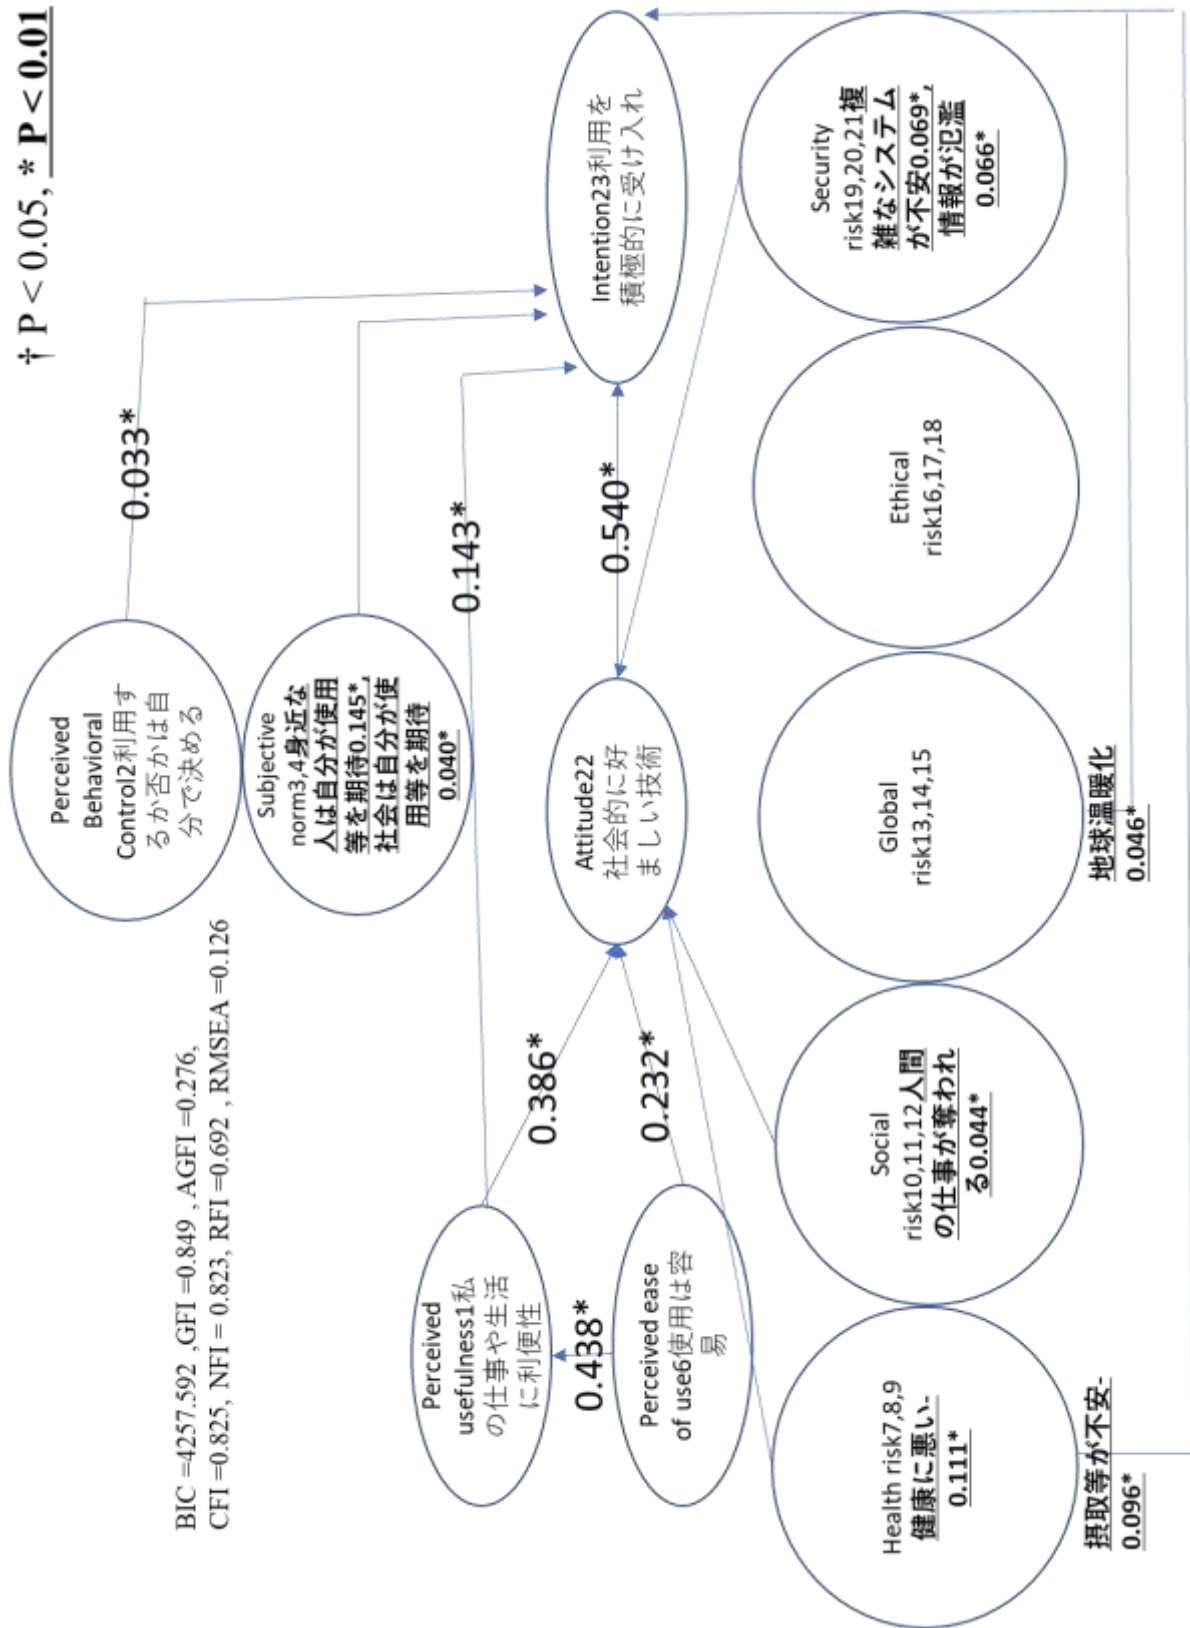 † P < 0.05, * P < 0.01
BIC =4257.592 ,GFI =0.849 , AGFI =0.276,
CFI =0.825, NFI = 0.823, RFI =0.692 , RMSEA =0.126
Perceived
Behavioral
Control2利用す
るか否かは自
分で決める
0.033*
Subjective
norm3,4身近な
人は自分が使用
等を期待0.145*,
社会は自分が使
用等を期待
0.040*
Perceived
usefulness1私
の仕事や生活
に利便性
0.143*
0.386*
0.438*
Perceived ease
of use6使用は容
易
0.232*
Attitude22
社会的に好
ましい技術
0.540*
Intention23利用を
積極的に受け入れ
Health risk7,8,9
健康に悪い-
0.111*
摂取等が不安-
0.096*
Social
risk10,11,12人間
の仕事が奪われ
る0.044*
Global
risk13,14,15
地球温暖化
0.046*
Ethical
risk16,17,18
Security
risk19,20,21複
雑なシステム
が不安0.069*,
情報が氾濫
0.066*